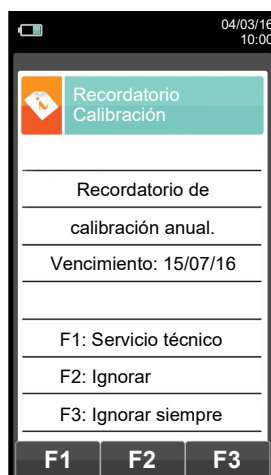 04/03/16
10:00
Recordatorio
Calibración
Recordatorio de
calibración anual.
Vencimiento: 15/07/16
F1: Servicio técnico
F2: Ignorar
F3: Ignorar siempre
F1 F2 F3